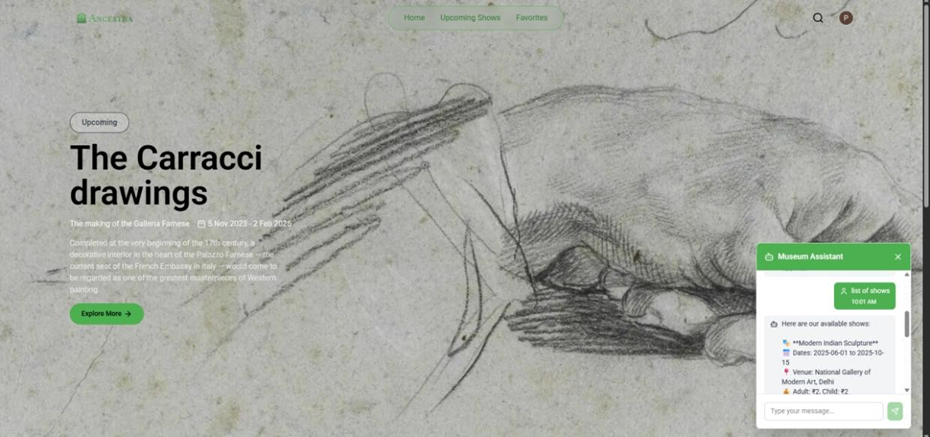 ANCESTRA
Home Upcoming Shows Favorites
P
Upcoming
The Carracci
drawings
The making of the Galleria Farnese 5 Nov 2023 - 2 Feb 2026
Completed at the very beginning of the 17th century, a
decorative interior in the heart of the Palazzo Farnese — the
current seat of the French Embassy in Italy — would come to
be regarded as one of the greatest masterpieces of Western
painting.
Explore More →
Museum Assistant
list of shows
10:01 AM
Here are our available shows:
**Modern Indian Sculpture**
Dates: 2025-06-01 to 2025-10-
15
Venue: National Gallery of
Modern Art, Delhi
Adult: ₹2, Child: ₹2
Type your message...